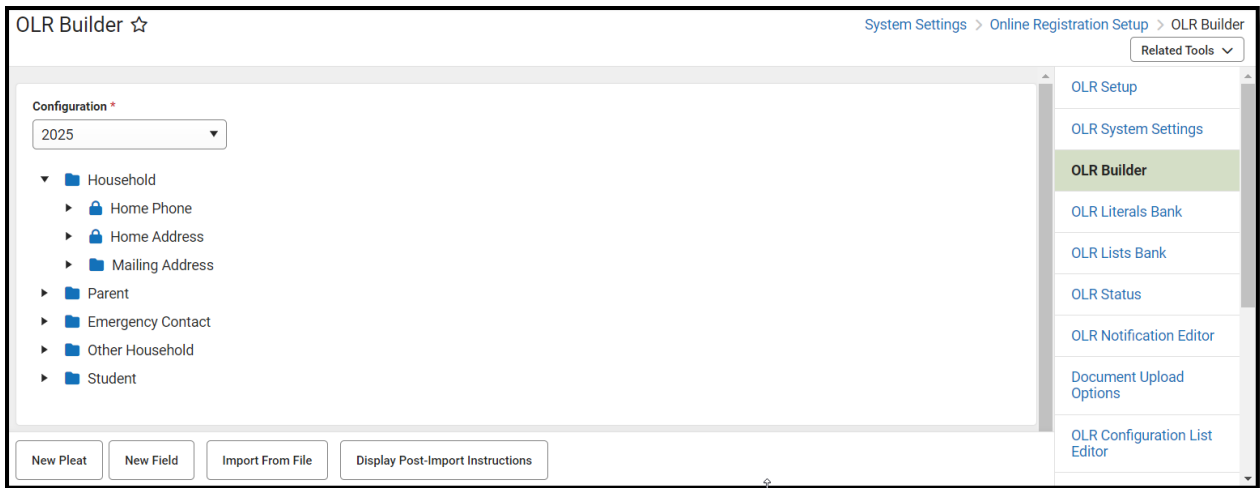 OLR Builder
System Settings > Online Registration Setup > OLR Builder
Related Tools
Configuration *
2025
Household
Home Phone
Home Address
Mailing Address
Parent
Emergency Contact
Other Household
Student
New Pleat
New Field
Import From File
Display Post-Import Instructions
OLR Setup
OLR System Settings
OLR Builder
OLR Literals Bank
OLR Lists Bank
OLR Status
OLR Notification Editor
Document Upload
Options
OLR Configuration List
Editor